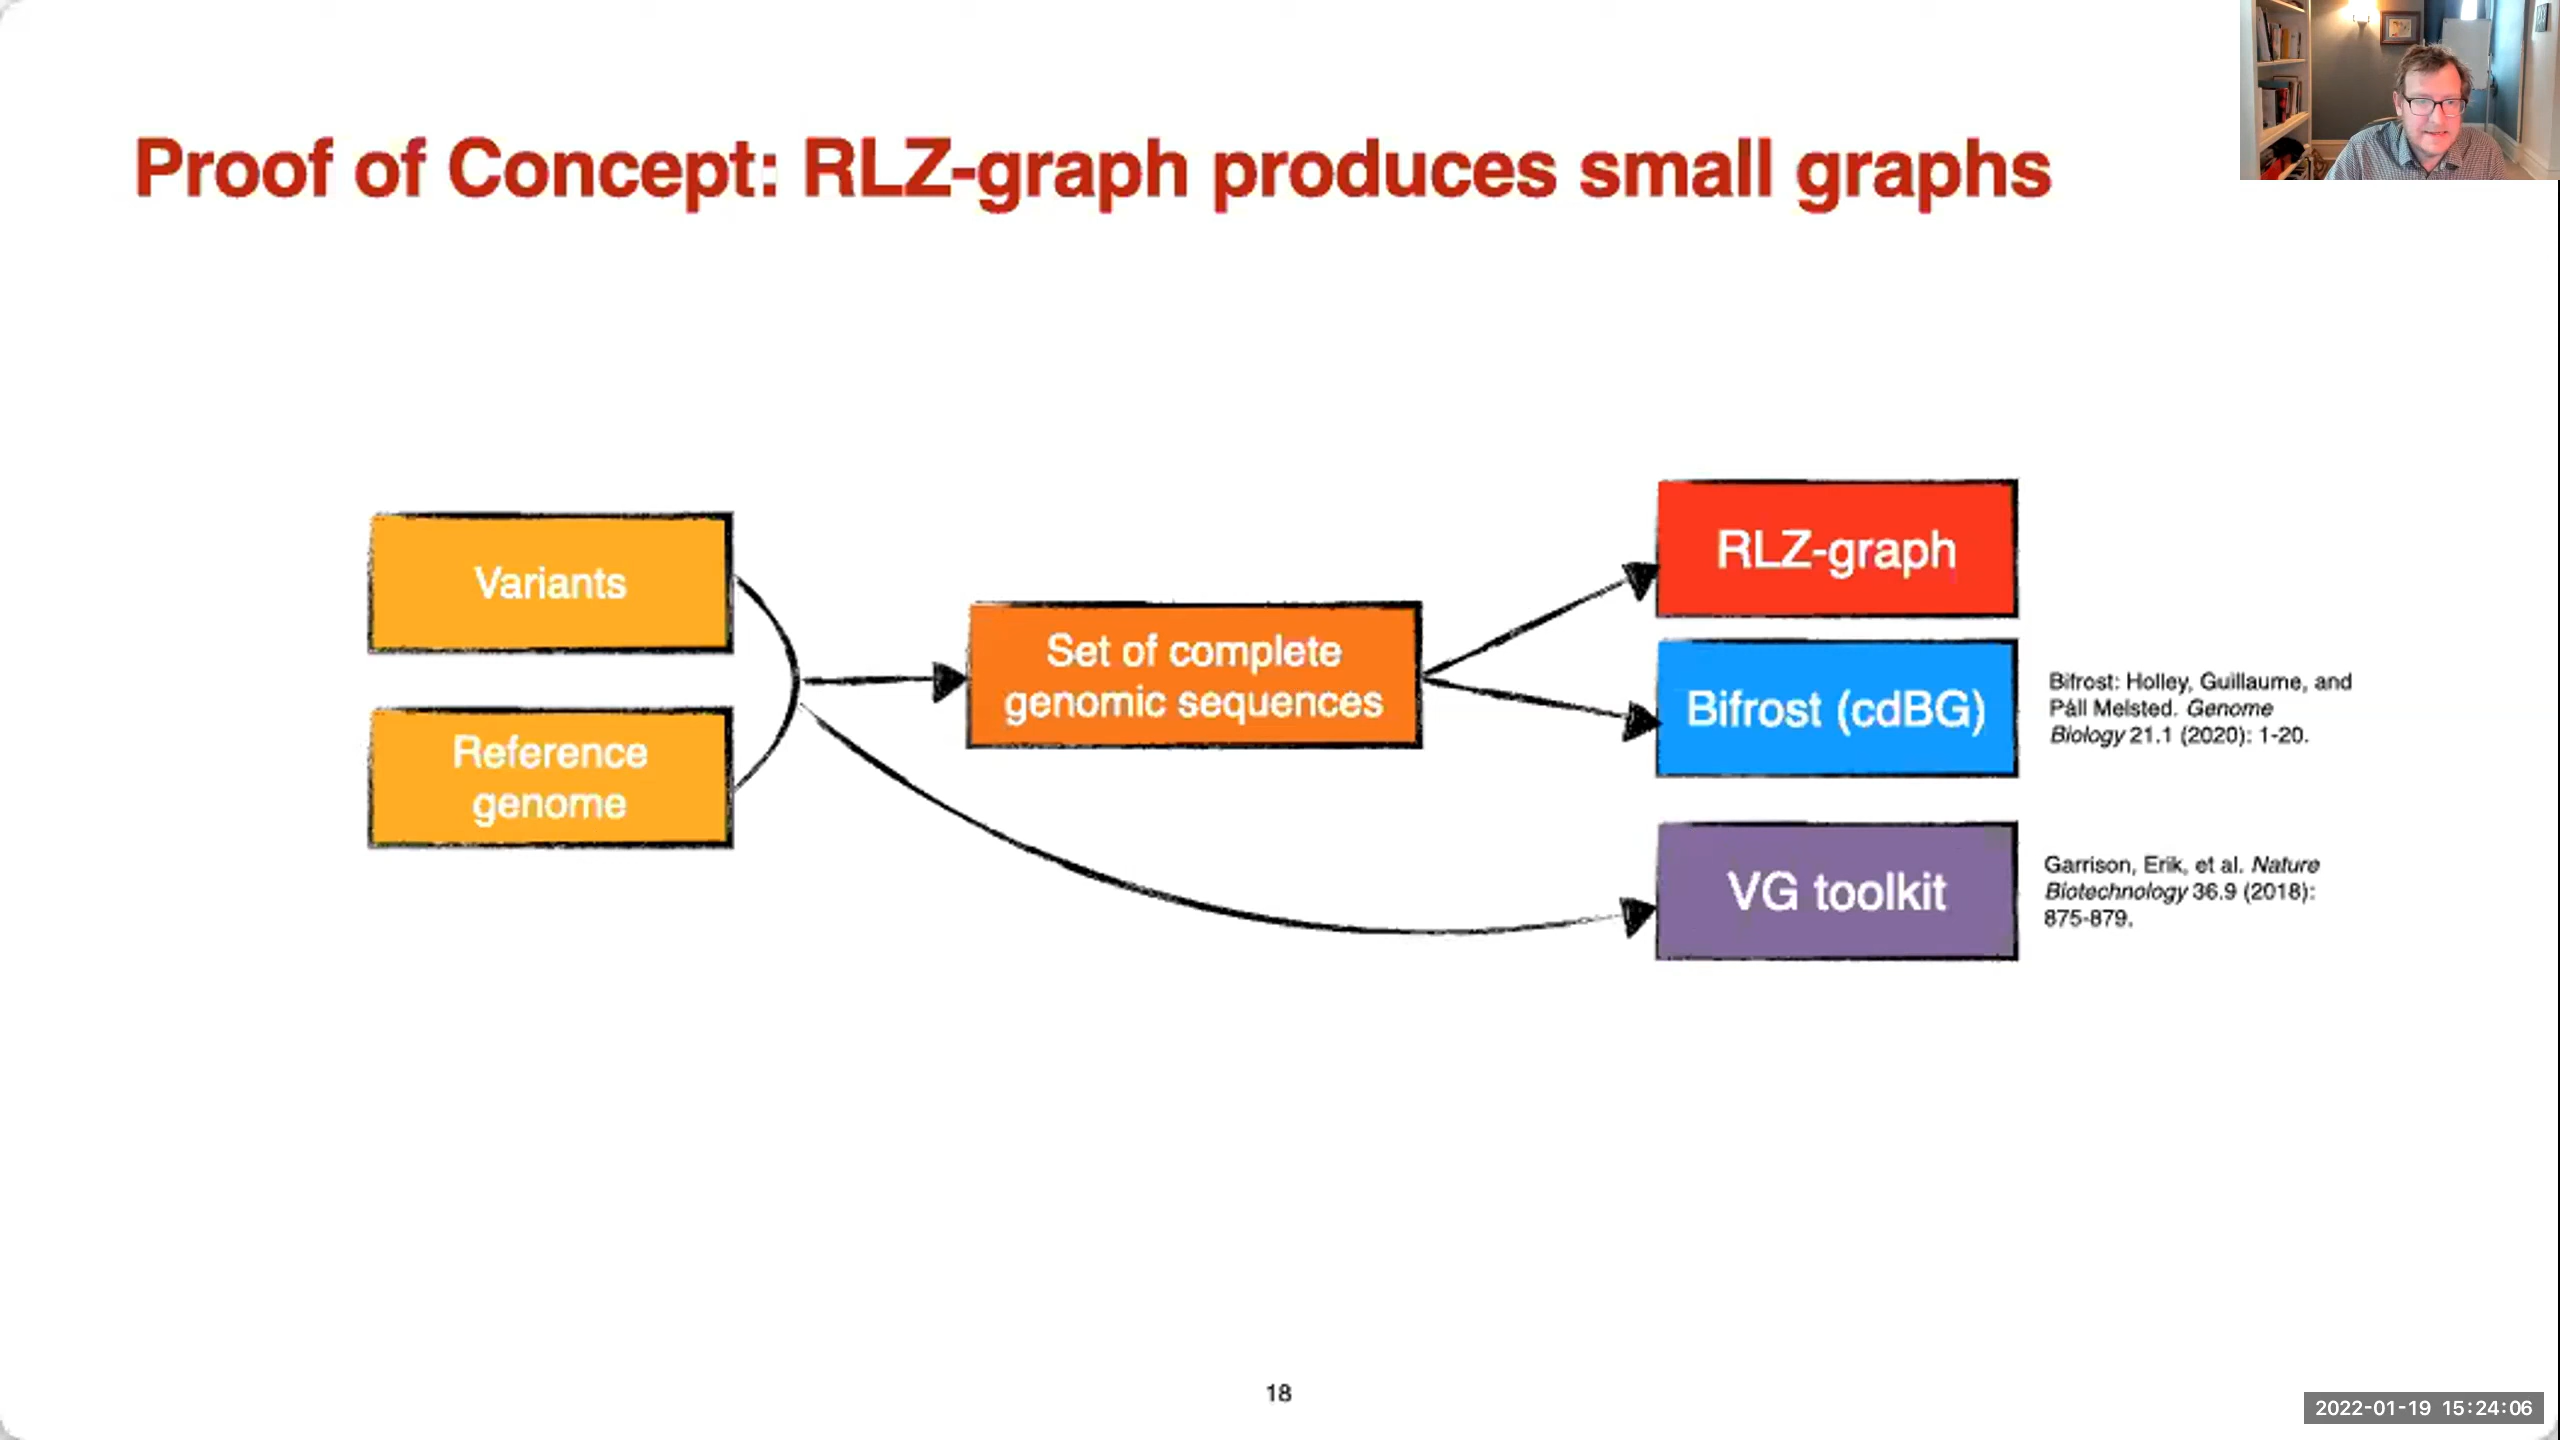 Proof of Concept: RLZ-graph produces small graphs
Variants
Reference
genome
Set of complete
genomic sequences
RLZ-graph
Bifrost (cdBG)
VG toolkit
Bifrost: Holley, Guillaume, and
Páll Melsted. Genome
Biology 21.1 (2020): 1-20.
Garrison, Erik, et al. Nature
Biotechnology 36.9 (2018):
875-879.
18
2022-01-19 15:24:06